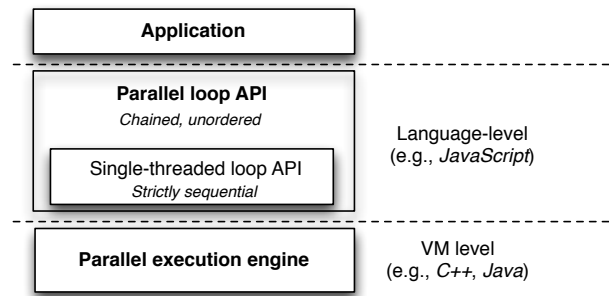 Application
Parallel loop API
Chained, unordered
Single-threaded loop API
Strictly sequential
Language-level
(e.g., JavaScript)
Parallel execution engine
VM level
(e.g., C++, Java)